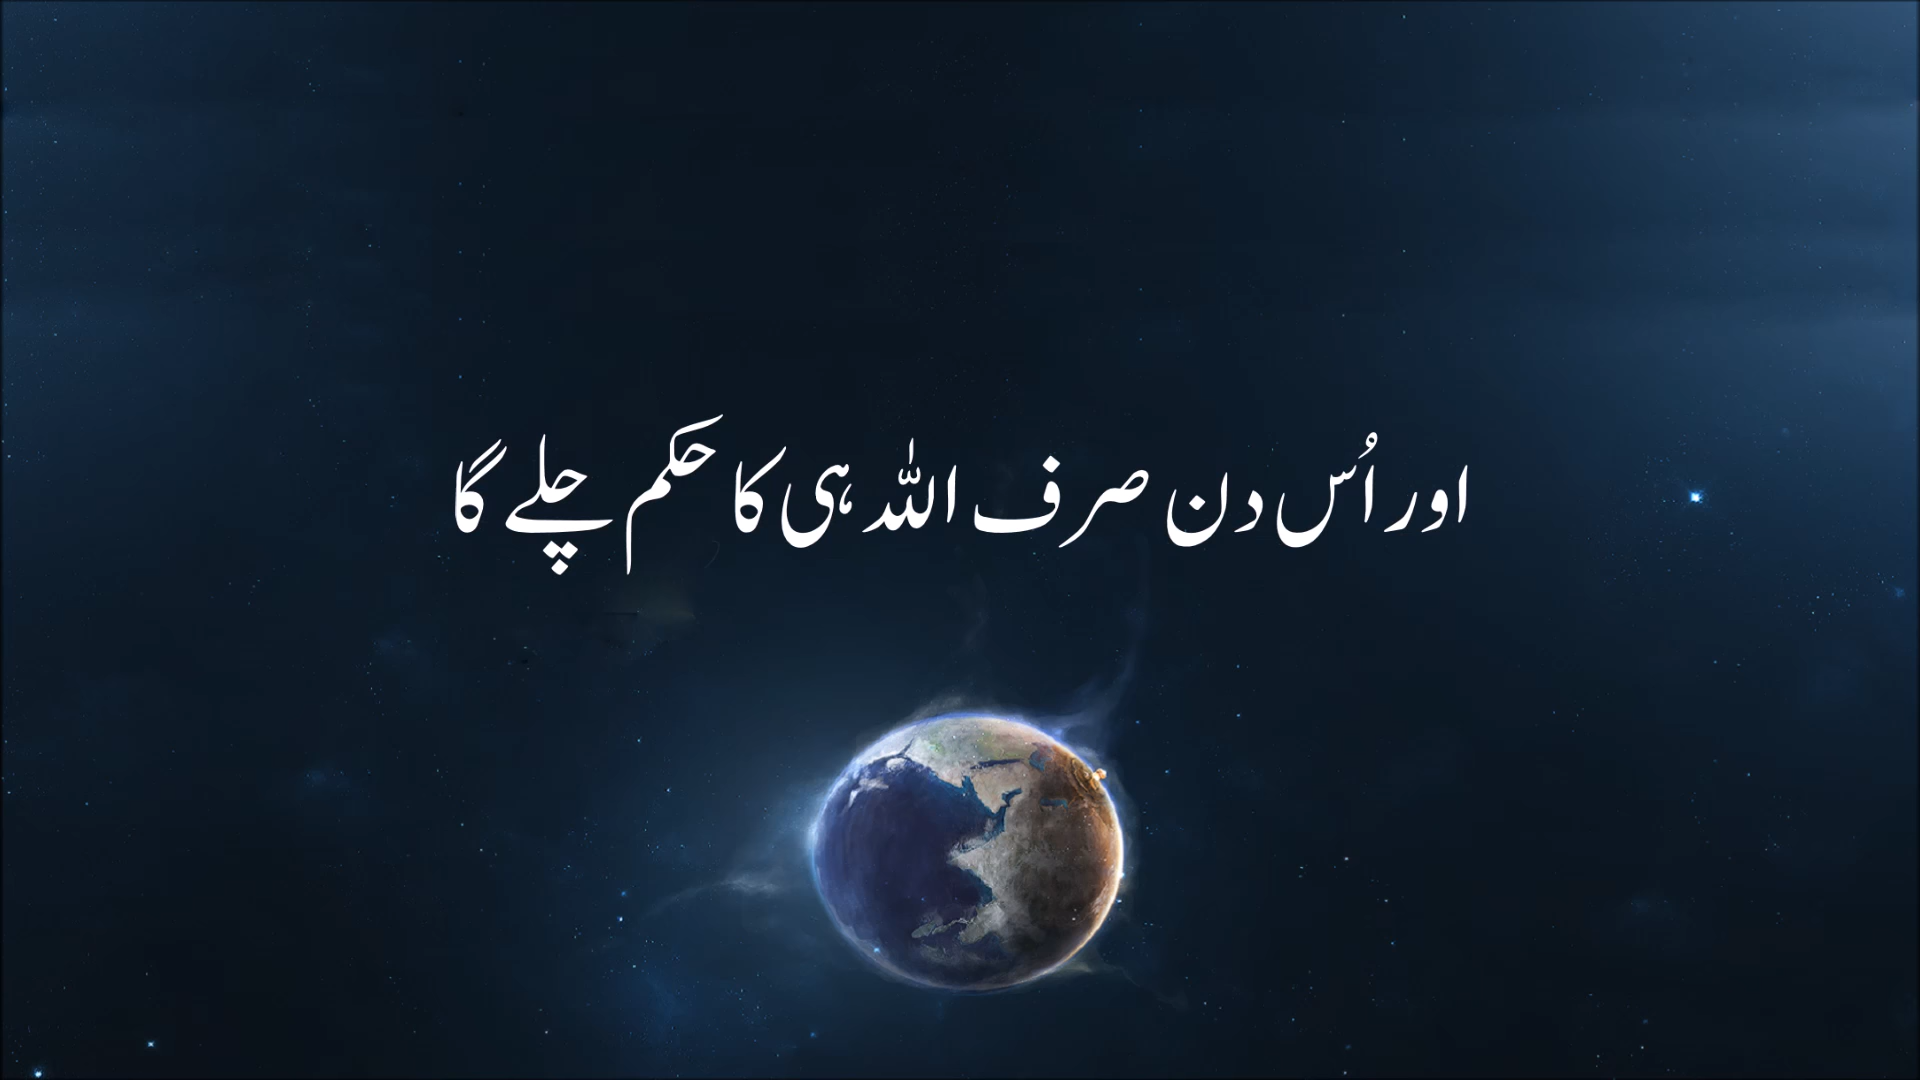 اور اُس دن صرف اللہ ہی کا حکم چلے گا